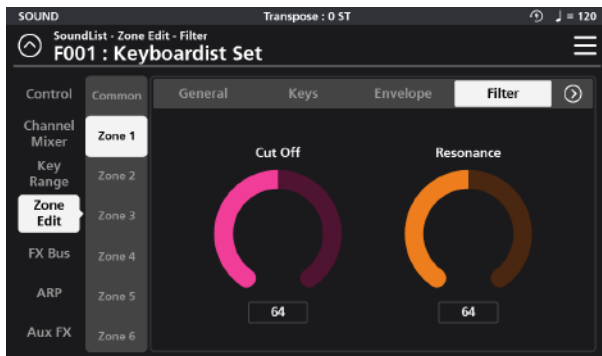 SOUND
Transpose : 0 ST
♩ = 120
SoundList - Zone Edit - Filter
F001 : Keyboardist Set
Control
Channel
Mixer
Key
Range
Zone
Edit
FX Bus
ARP
Aux FX
Common
Zone 1
Zone 2
Zone 3
Zone 4
Zone 5
Zone 6
General
Keys
Envelope
Filter
Cut Off
Resonance
64
64